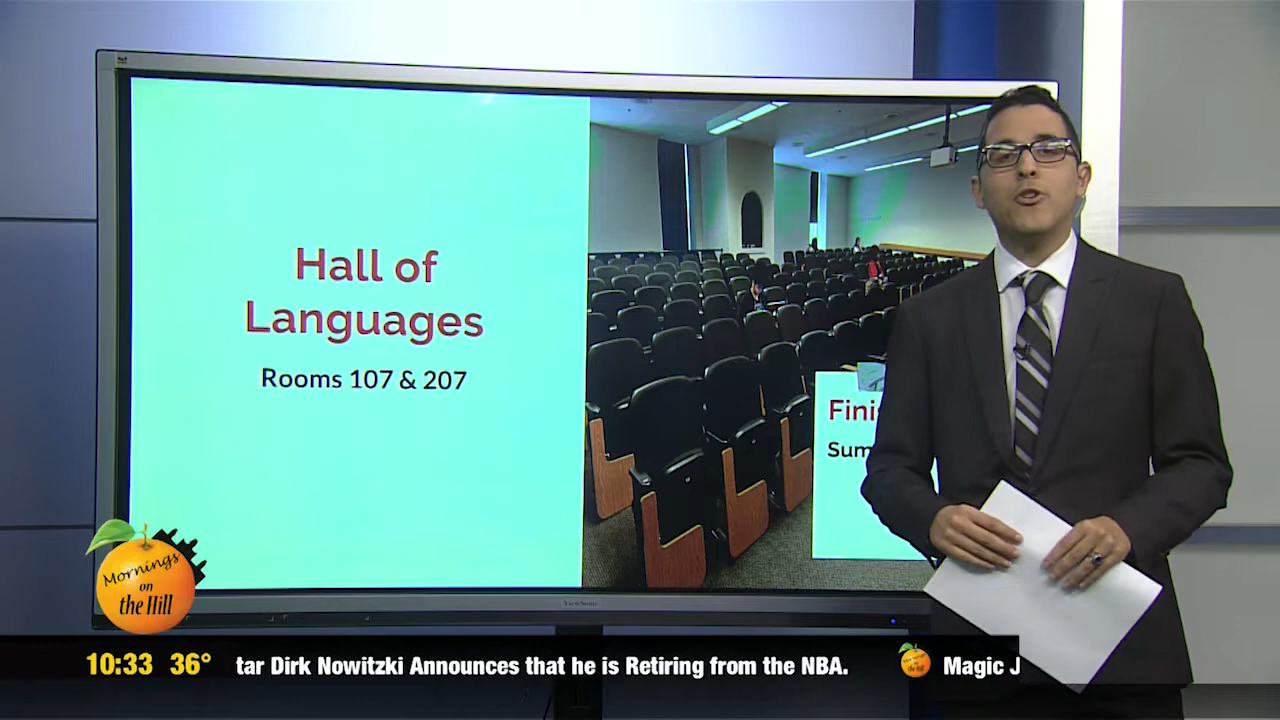 Hall of
Languages
Rooms 107 & 207
Fini
Sum
ViewSonic
Mornings
on
the Hill
10:33 36° tar Dirk Nowitzki Announces that he is Retiring from the NBA. Magic J